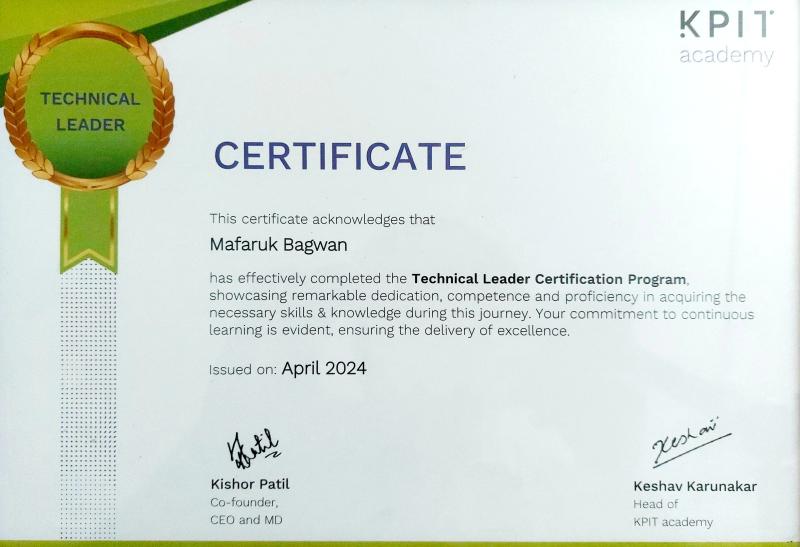 KPIT
academy
TECHNICAL
LEADER
CERTIFICATE
This certificate acknowledges that
Mafaruk Bagwan
has effectively completed the Technical Leader Certification Program,
showcasing remarkable dedication, competence and proficiency in acquiring the
necessary skills & knowledge during this journey. Your commitment to continuous
learning is evident, ensuring the delivery of excellence.
Issued on: April 2024
KPatil
Keshav
Kishor Patil
Co-founder,
CEO and MD
Keshav Karunakar
Head of
KPIT academy